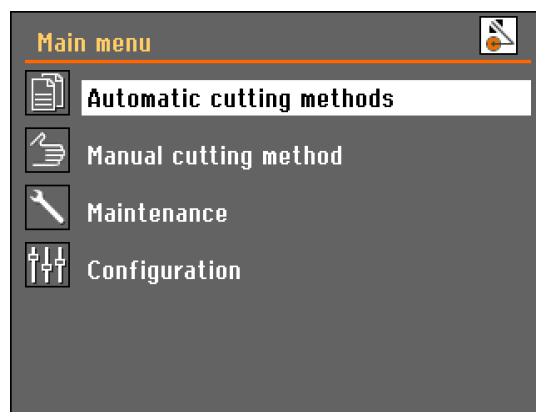 Main menu
Automatic cutting methods
Manual cutting method
Maintenance
Configuration